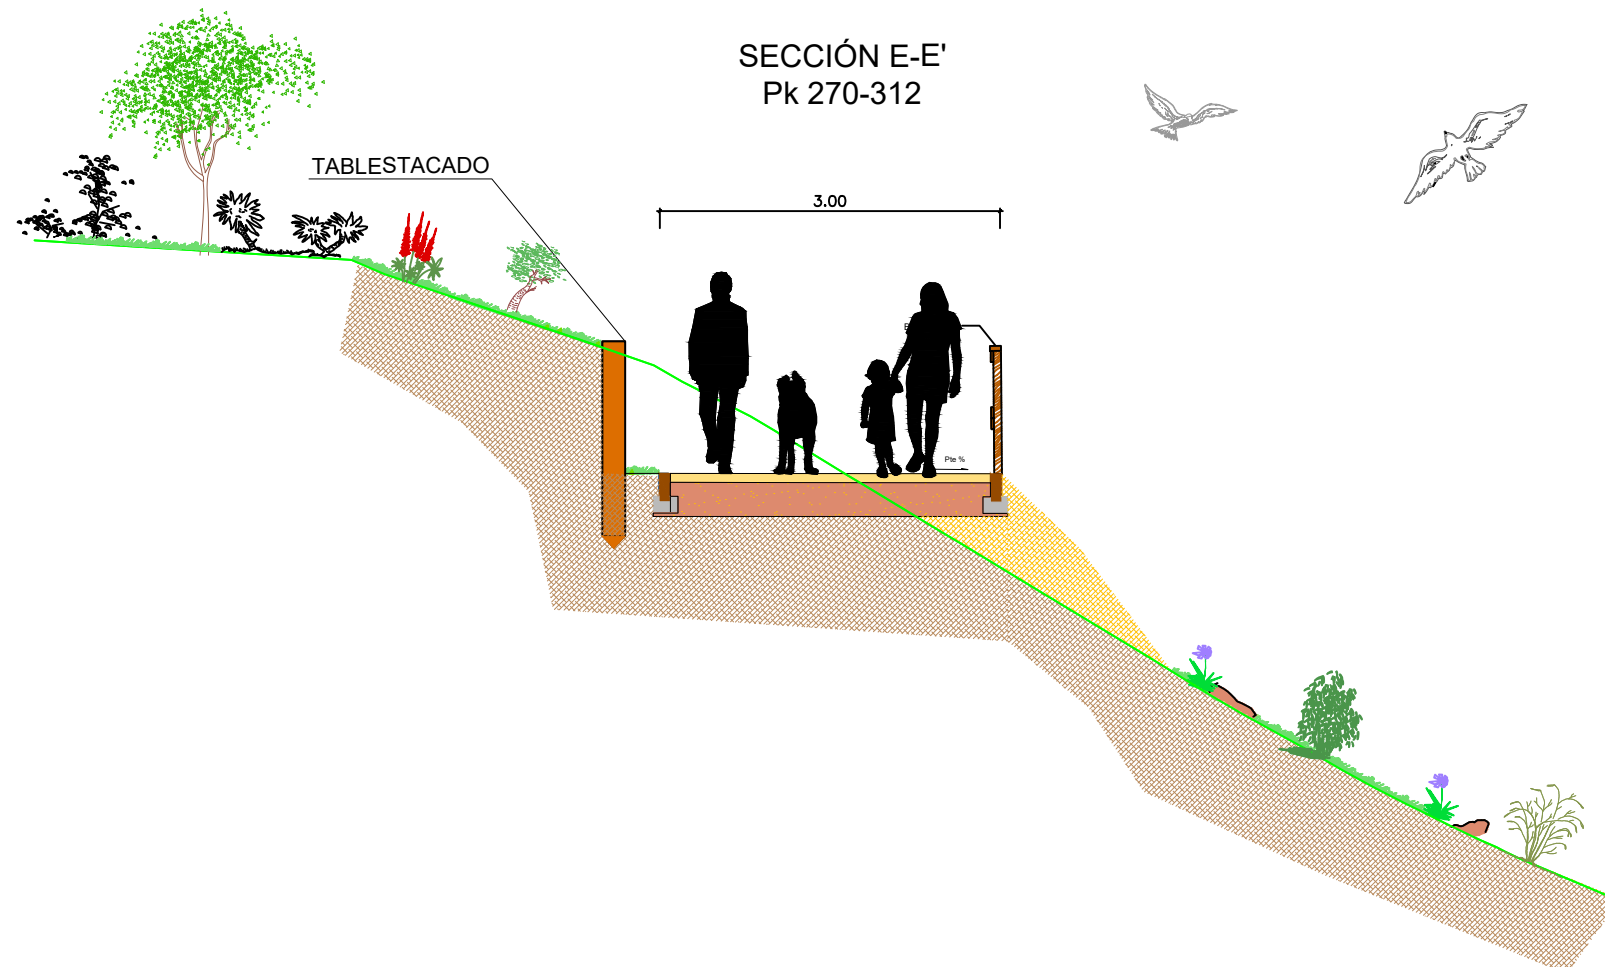 SECCIÓN E-E'
Pk 270-312
TABLESTACADO
3.00
Pte %